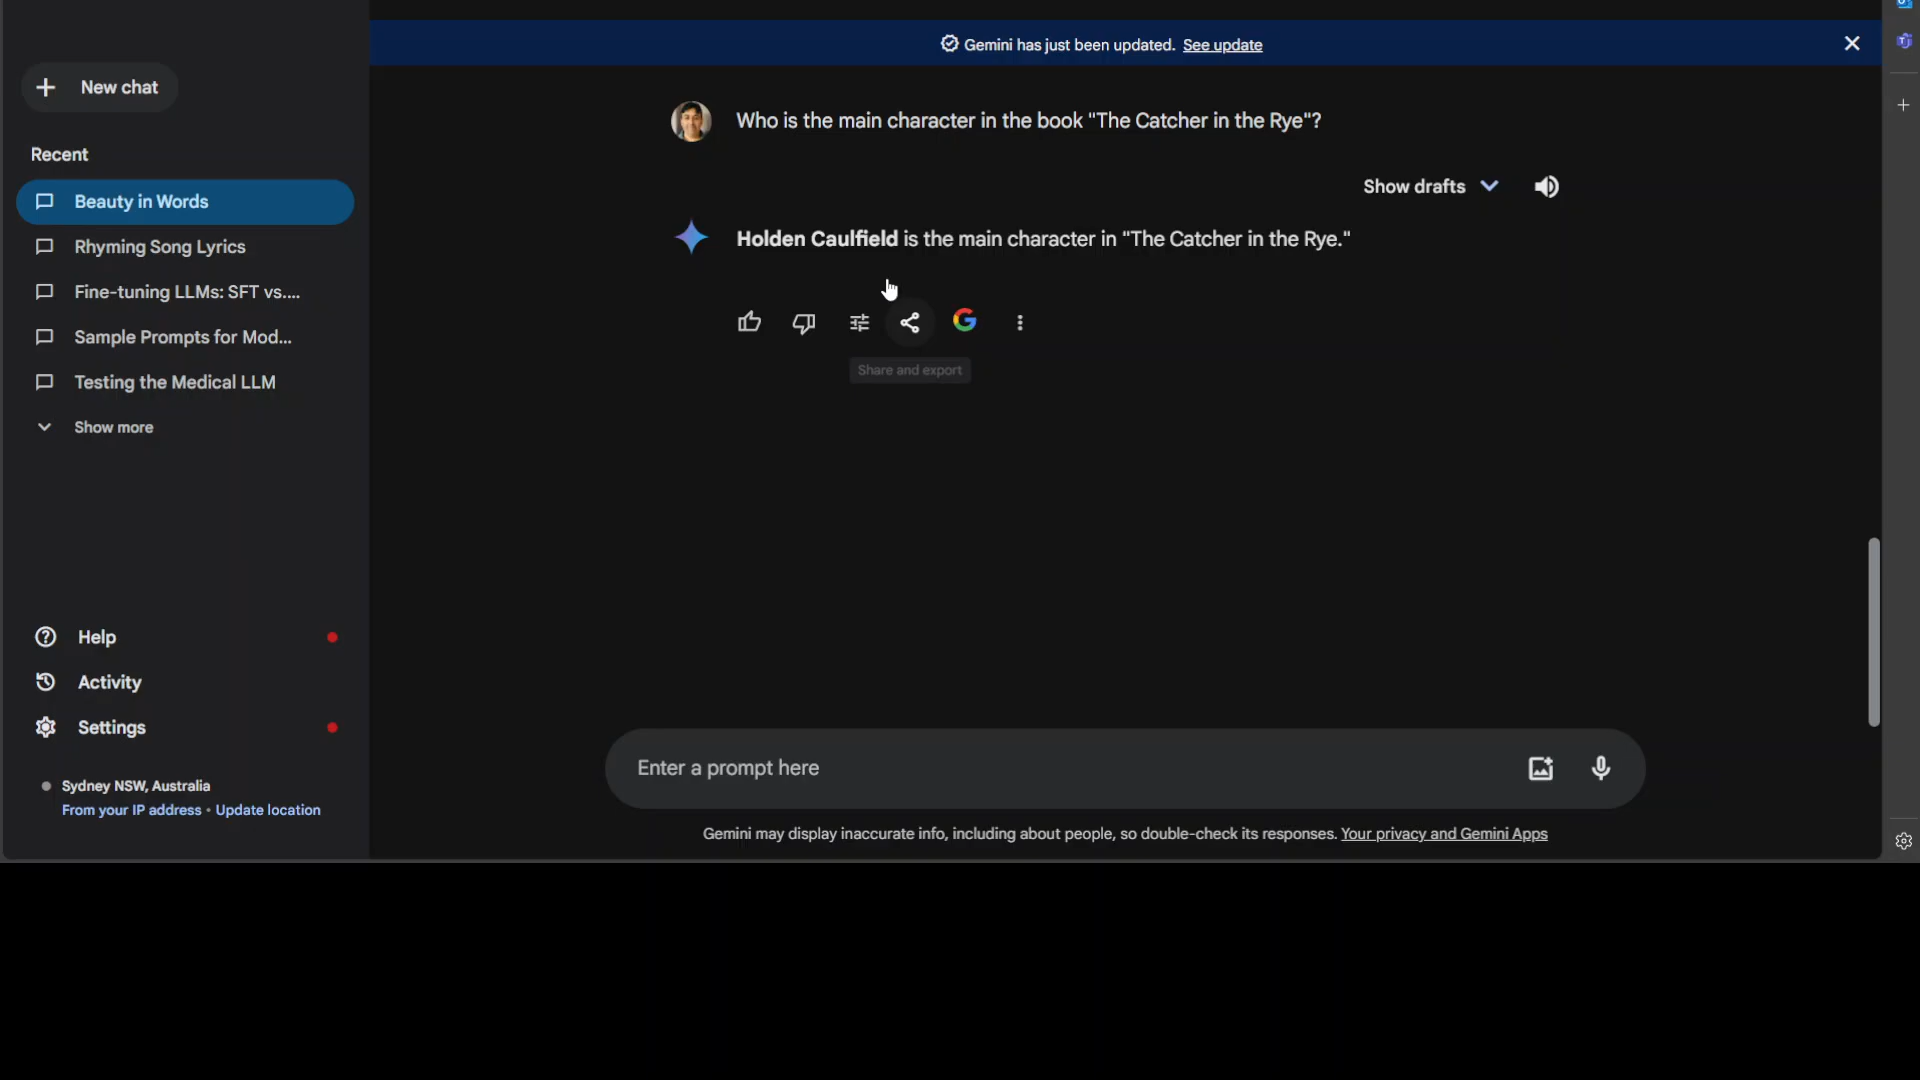 Gemini has just been updated. See update
New chat
Recent
Beauty in Words
Rhyming Song Lyrics
Fine-tuning LLMs: SFT vs....
Sample Prompts for Mod...
Testing the Medical LLM
Show more
Help
Activity
Settings
Sydney NSW, Australia
From your IP address • Update location
Who is the main character in the book "The Catcher in the Rye"?
Show drafts
Holden Caulfield is the main character in "The Catcher in the Rye."
Share and export
Enter a prompt here
Gemini may display inaccurate info, including about people, so double-check its responses. Your privacy and Gemini Apps